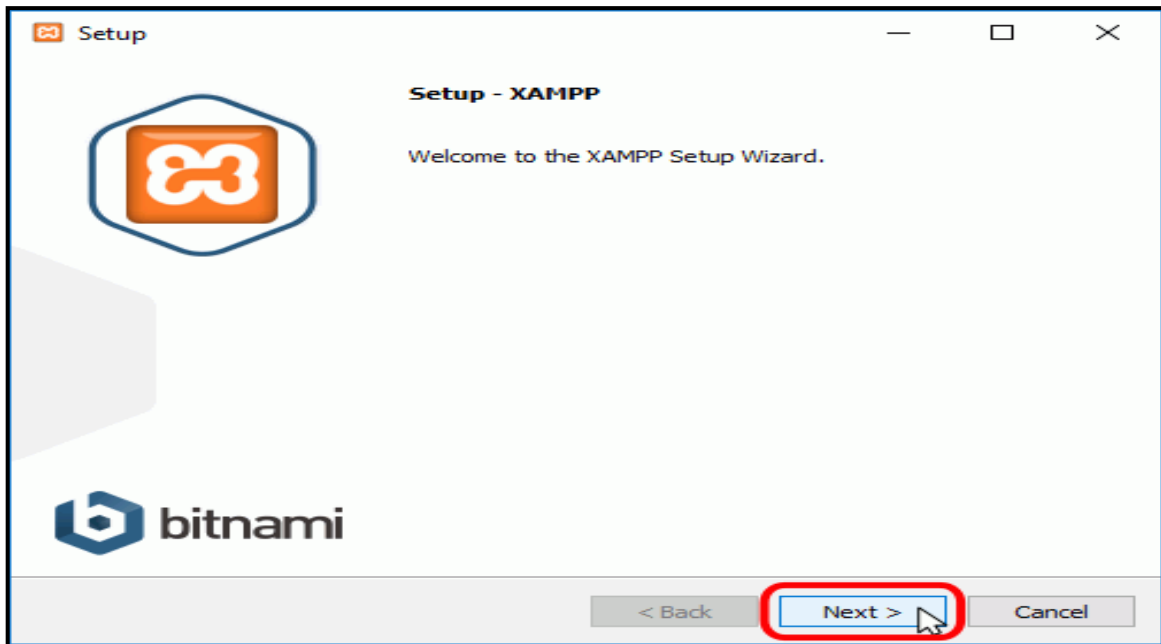 Setup
Setup - XAMPP
Welcome to the XAMPP Setup Wizard.
bitnami
< Back Next > Cancel